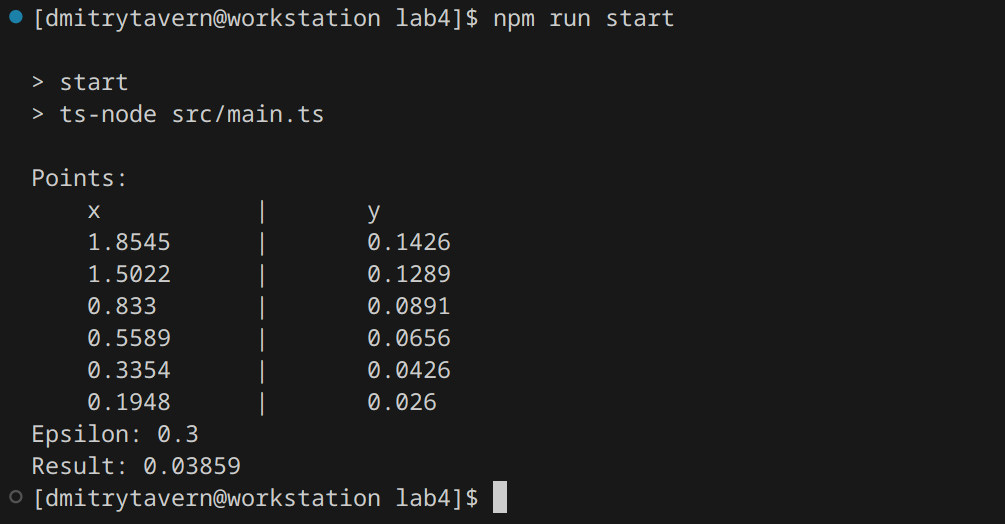 [dmitrytavern@workstation lab4]$ npm run start
> start
> ts-node src/main.ts
Points:
x | y
1.8545 | 0.1426
1.5022 | 0.1289
0.833 | 0.0891
0.5589 | 0.0656
0.3354 | 0.0426
0.1948 | 0.026
Epsilon: 0.3
Result: 0.03859
[dmitrytavern@workstation lab4]$